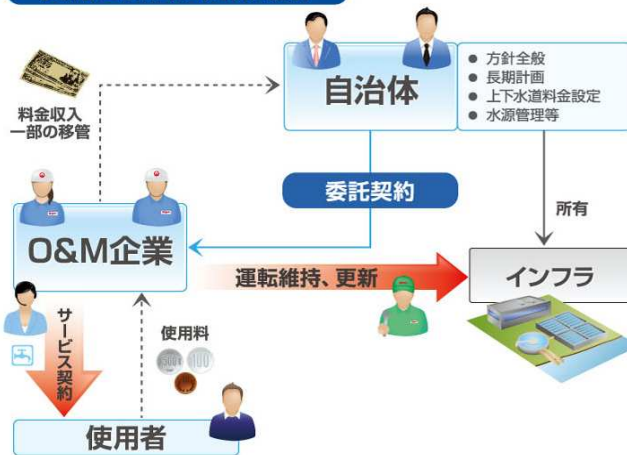 自治体
● 方針全般
● 長期計画
● 上下水道料金設定
● 水源管理等
料金収入
一部の移管
委託契約
所有
O&M企業
運転維持、更新
インフラ
サービス契約
使用料
500
100
使用者